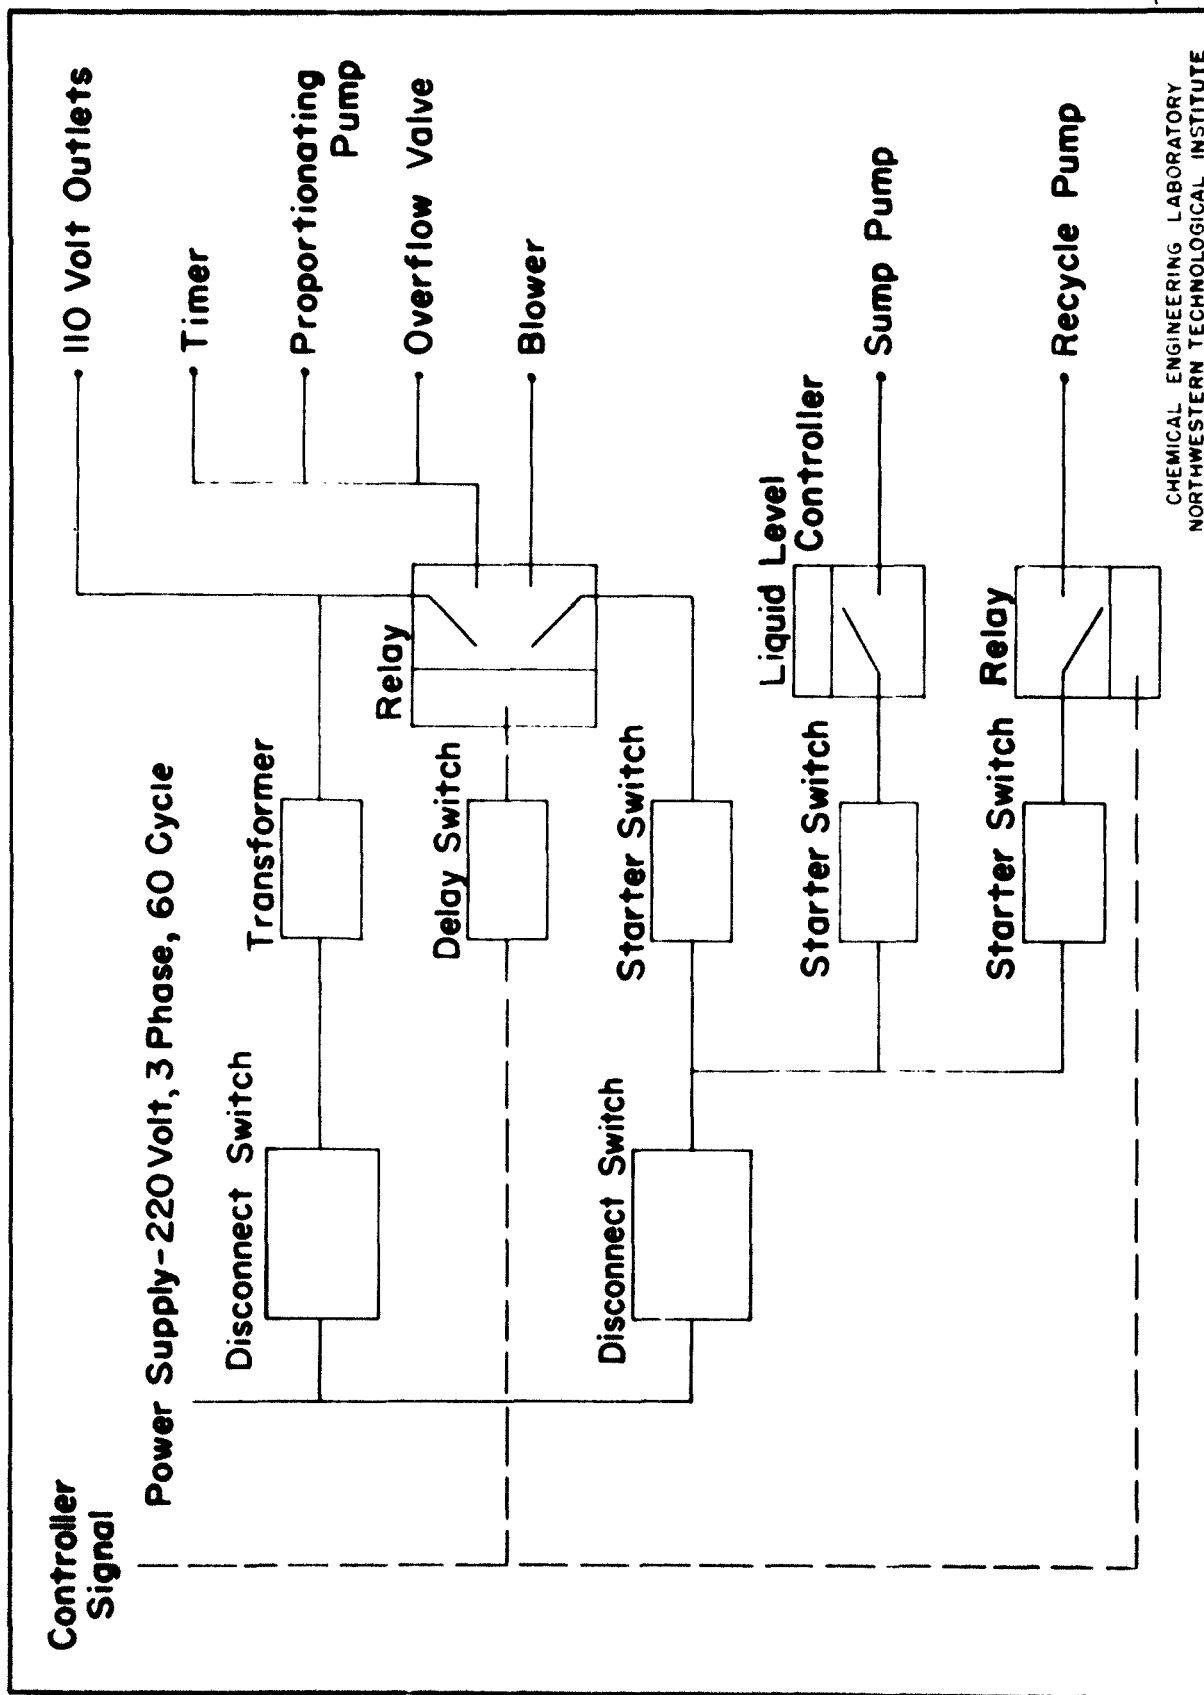 Controller
Signal
Power Supply-220 Volt, 3 Phase, 60 Cycle
110 Volt Outlets
Disconnect Switch
Transformer
Timer
Proportionating
Pump
Relay
Overflow Valve
Delay Switch
Blower
Disconnect Switch
Starter Switch
Liquid Level
Controller
Starter Switch
Sump Pump
Relay
Starter Switch
Recycle Pump
CHEMICAL ENGINEERING LABORATORY
NORTHWESTERN TECHNOLOGICAL INSTITUTE